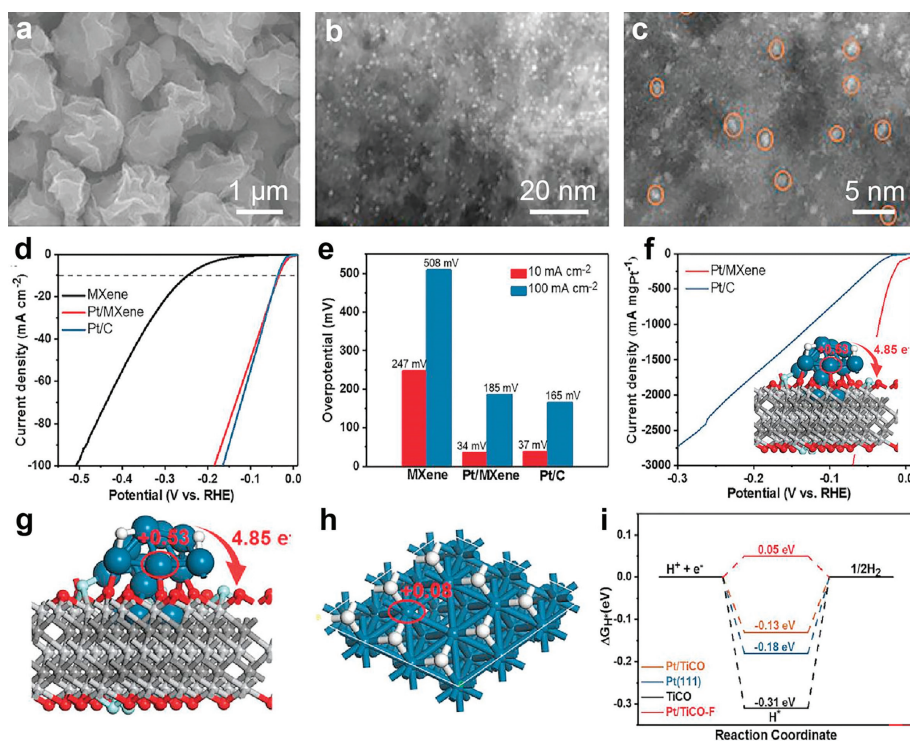 a
1 μm
b
20 nm
c
5 nm
d
Current density (mA cm⁻²)
0
-20
-40
-60
-80
-100
MXene
Pt/MXene
Pt/C
-0.5 -0.4 -0.3 -0.2 -0.1 0.0
Potential (V vs. RHE)
e
Overpotential (mV)
500
400
300
200
100
0
10 mA cm⁻²
100 mA cm⁻²
508 mV
247 mV
185 mV
34 mV
165 mV
37 mV
MXene Pt/MXene Pt/C
f
Current density (mA mgPt⁻¹)
0
-500
-1000
-1500
-2000
-2500
-3000
Pt/MXene
Pt/C
+0.53
4.85 e⁻
-0.3 -0.2 -0.1 0.0
Potential (V vs. RHE)
g
+0.53
4.85 e⁻
h
+0.08
i
ΔG_H*(eV)
0.1
0.0
-0.1
-0.2
-0.3
0.05 eV
H⁺ + e⁻
1/2H₂
-0.13 eV
-0.18 eV
-0.31 eV
H*
Pt/TiCO
Pt(111)
TiCO
Pt/TiCO-F
Reaction Coordinate